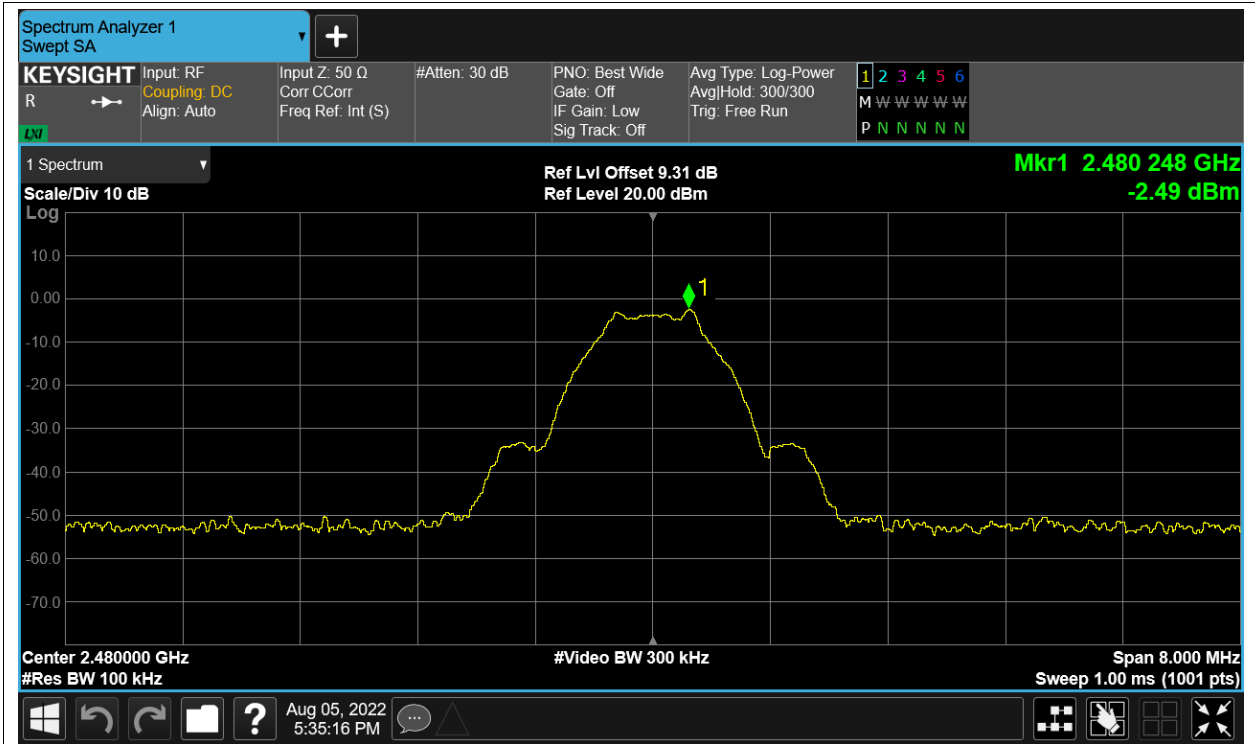 Spectrum Analyzer 1
Swept SA
KEYSIGHT
R
LXI
Input: RF
Coupling: DC
Align: Auto
Input Z: 50 Ω
Corr CCorr
Freq Ref: Int (S)
#Atten: 30 dB
PNO: Best Wide
Gate: Off
IF Gain: Low
Sig Track: Off
Avg Type: Log-Power
Avg|Hold: 300/300
Trig: Free Run
1 2 3 4 5 6
M W W W W W
P N N N N N
1 Spectrum
Scale/Div 10 dB
Log
Ref Lvl Offset 9.31 dB
Ref Level 20.00 dBm
Mkr1 2.480 248 GHz
-2.49 dBm
1
10.0
0.00
-10.0
-20.0
-30.0
-40.0
-50.0
-60.0
-70.0
Center 2.480000 GHz
#Res BW 100 kHz
#Video BW 300 kHz
Span 8.000 MHz
Sweep 1.00 ms (1001 pts)
?
Aug 05, 2022
5:35:16 PM